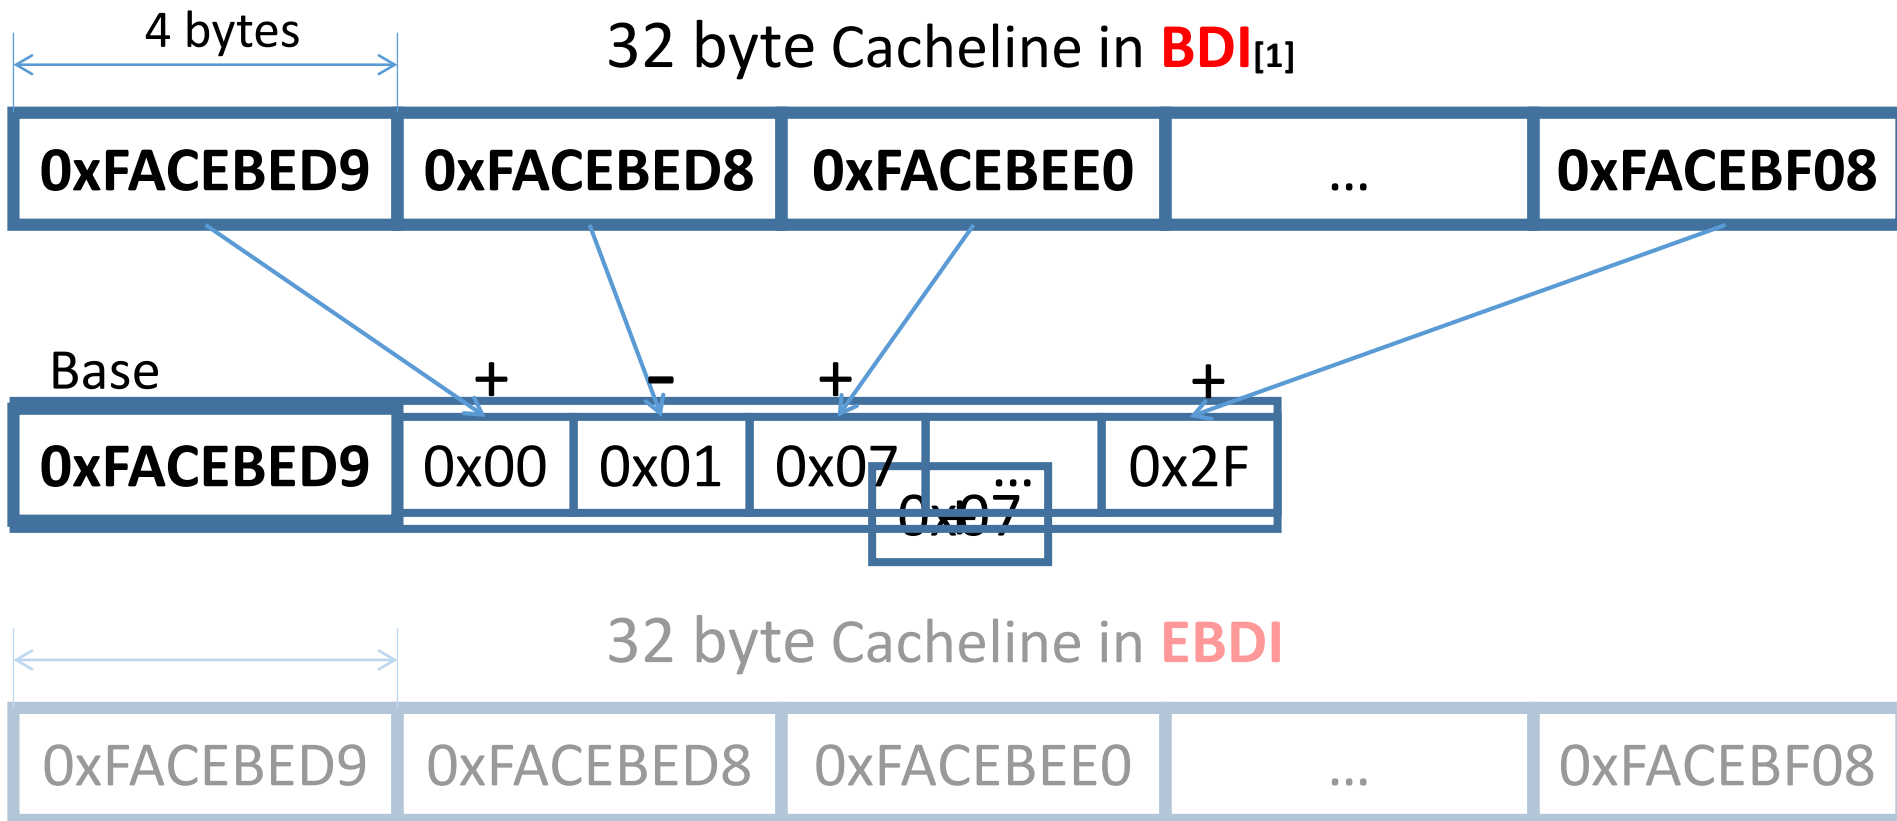 4 bytes
32 byte Cacheline in BDI[1]
0xFACEBED9 0xFACEBED8 0xFACEBEE0 ... 0xFACEBF08
Base + - + +
0xFACEBED9 0x00 0x01 0x07 ... 0x2F
0x07
+
32 byte Cacheline in EBDI
0xFACEBED9 0xFACEBED8 0xFACEBEE0 ... 0xFACEBF08